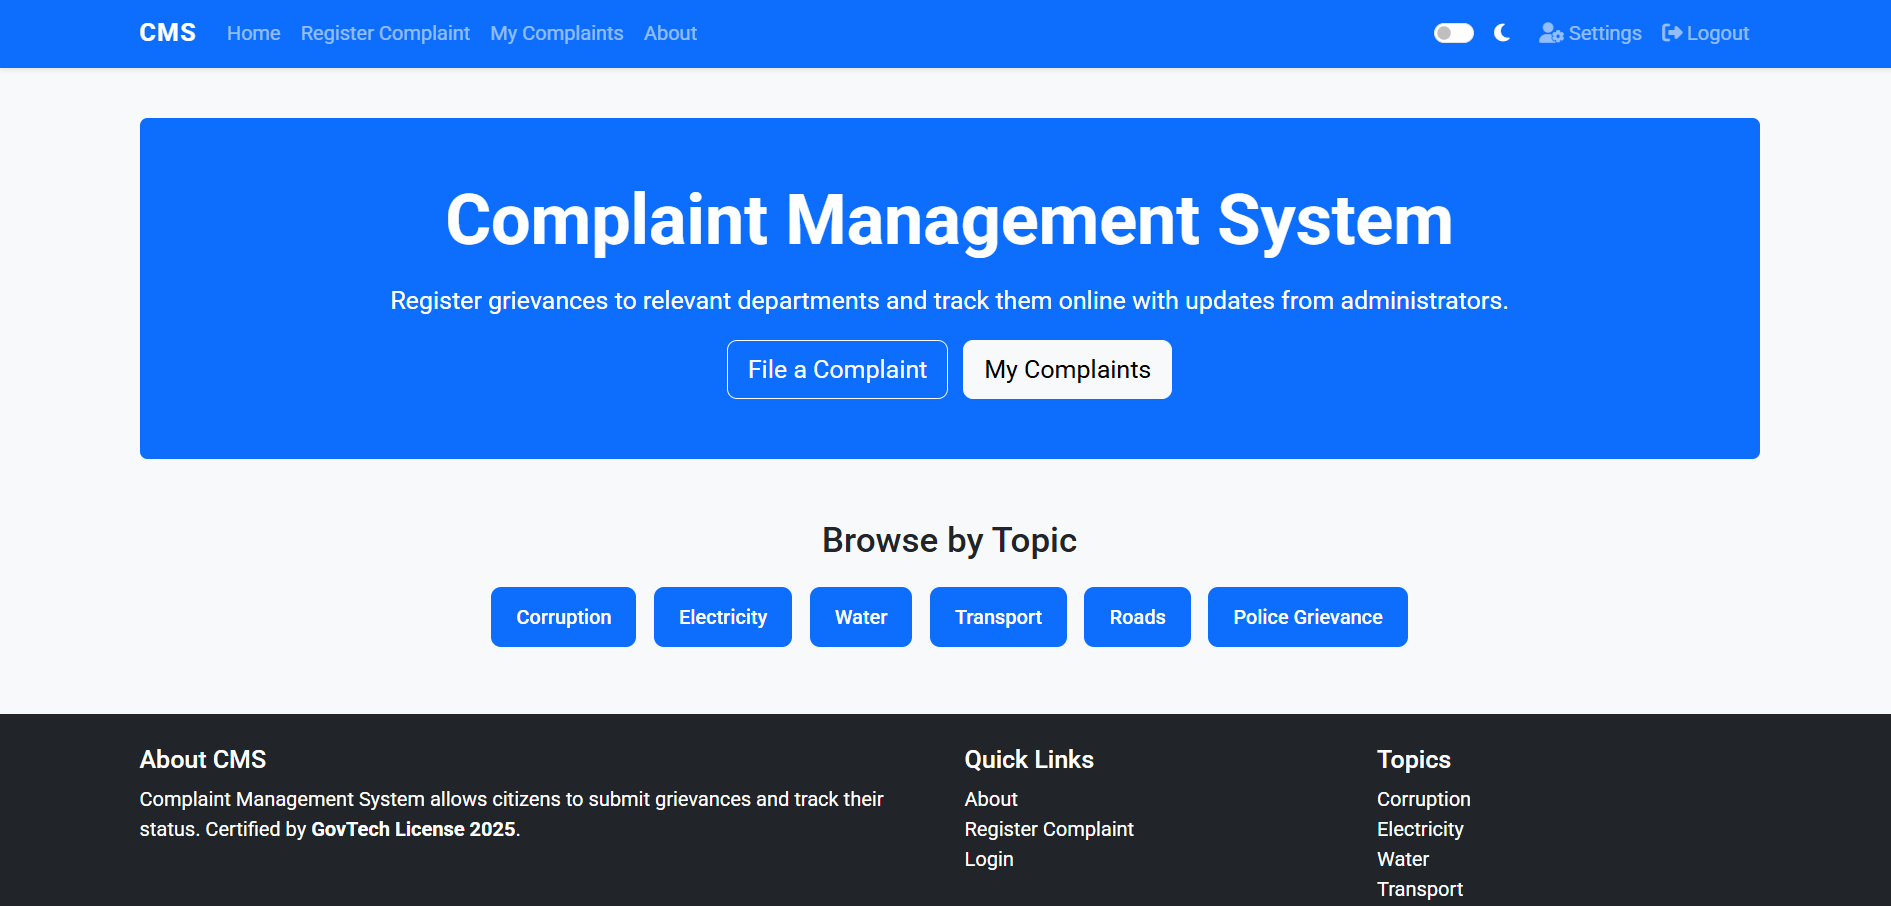 CMS Home Register Complaint My Complaints About Settings Logout
Complaint Management System
Register grievances to relevant departments and track them online with updates from administrators.
File a Complaint My Complaints
Browse by Topic
Corruption Electricity Water Transport Roads Police Grievance
About CMS
Complaint Management System allows citizens to submit grievances and track their
status. Certified by GovTech License 2025.
Quick Links
About
Register Complaint
Login
Topics
Corruption
Electricity
Water
Transport